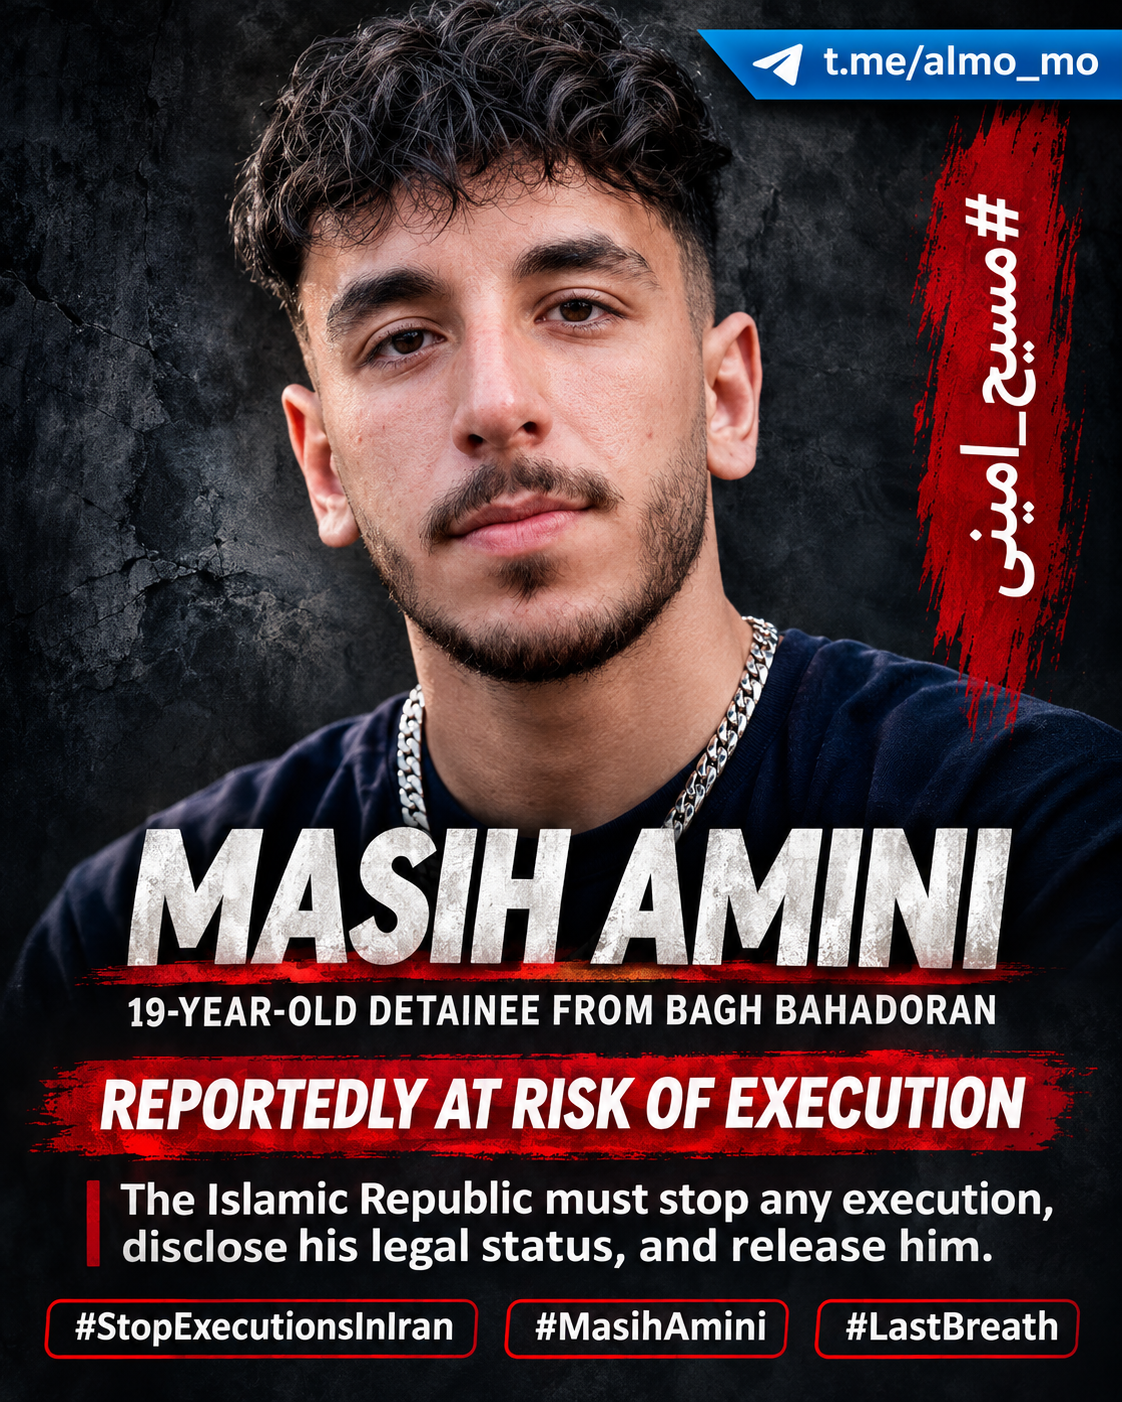 t.me/almo_mo
#مسیح_امینی
MASIH AMINI
19-YEAR-OLD DETAINEE FROM BAGH BAHADORAN
REPORTEDLY AT RISK OF EXECUTION
The Islamic Republic must stop any execution,
disclose his legal status, and release him.
#StopExecutionsInIran #MasihAmini #LastBreath